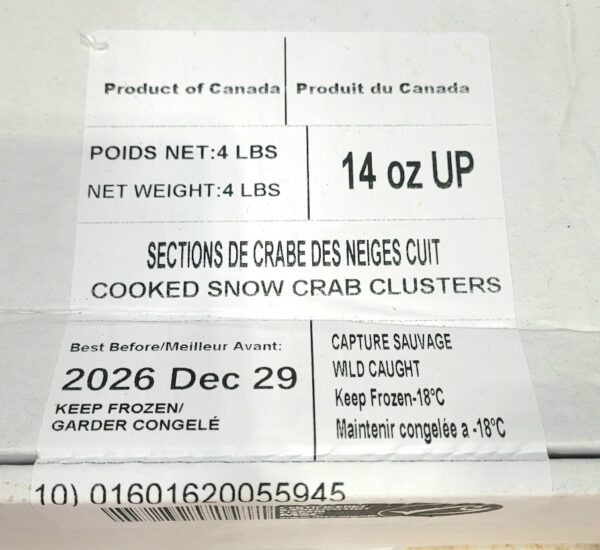 Product of Canada Produit du Canada
POIDS NET:4 LBS
NET WEIGHT:4 LBS
14 oz UP
SECTIONS DE CRABE DES NEIGES CUIT
COOKED SNOW CRAB CLUSTERS
Best Before/Meilleur Avant:
2026 Dec 29
KEEP FROZEN/
GARDER CONGELÉ
CAPTURE SAUVAGE
WILD CAUGHT
Keep Frozen-18ºC
Maintenir congelée a -18ºC
10) 01601620055945